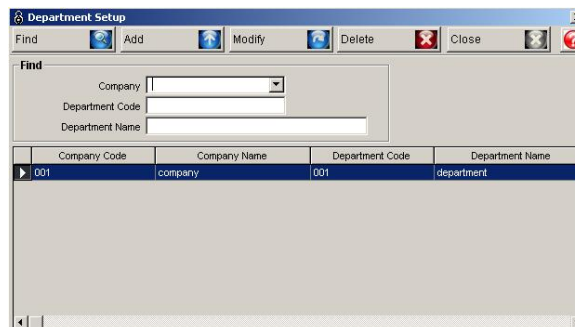 Department Setup
Find Add Modify Delete Close
Find
Company
Department Code
Department Name
Company Code Company Name Department Code Department Name
001 company 001 department